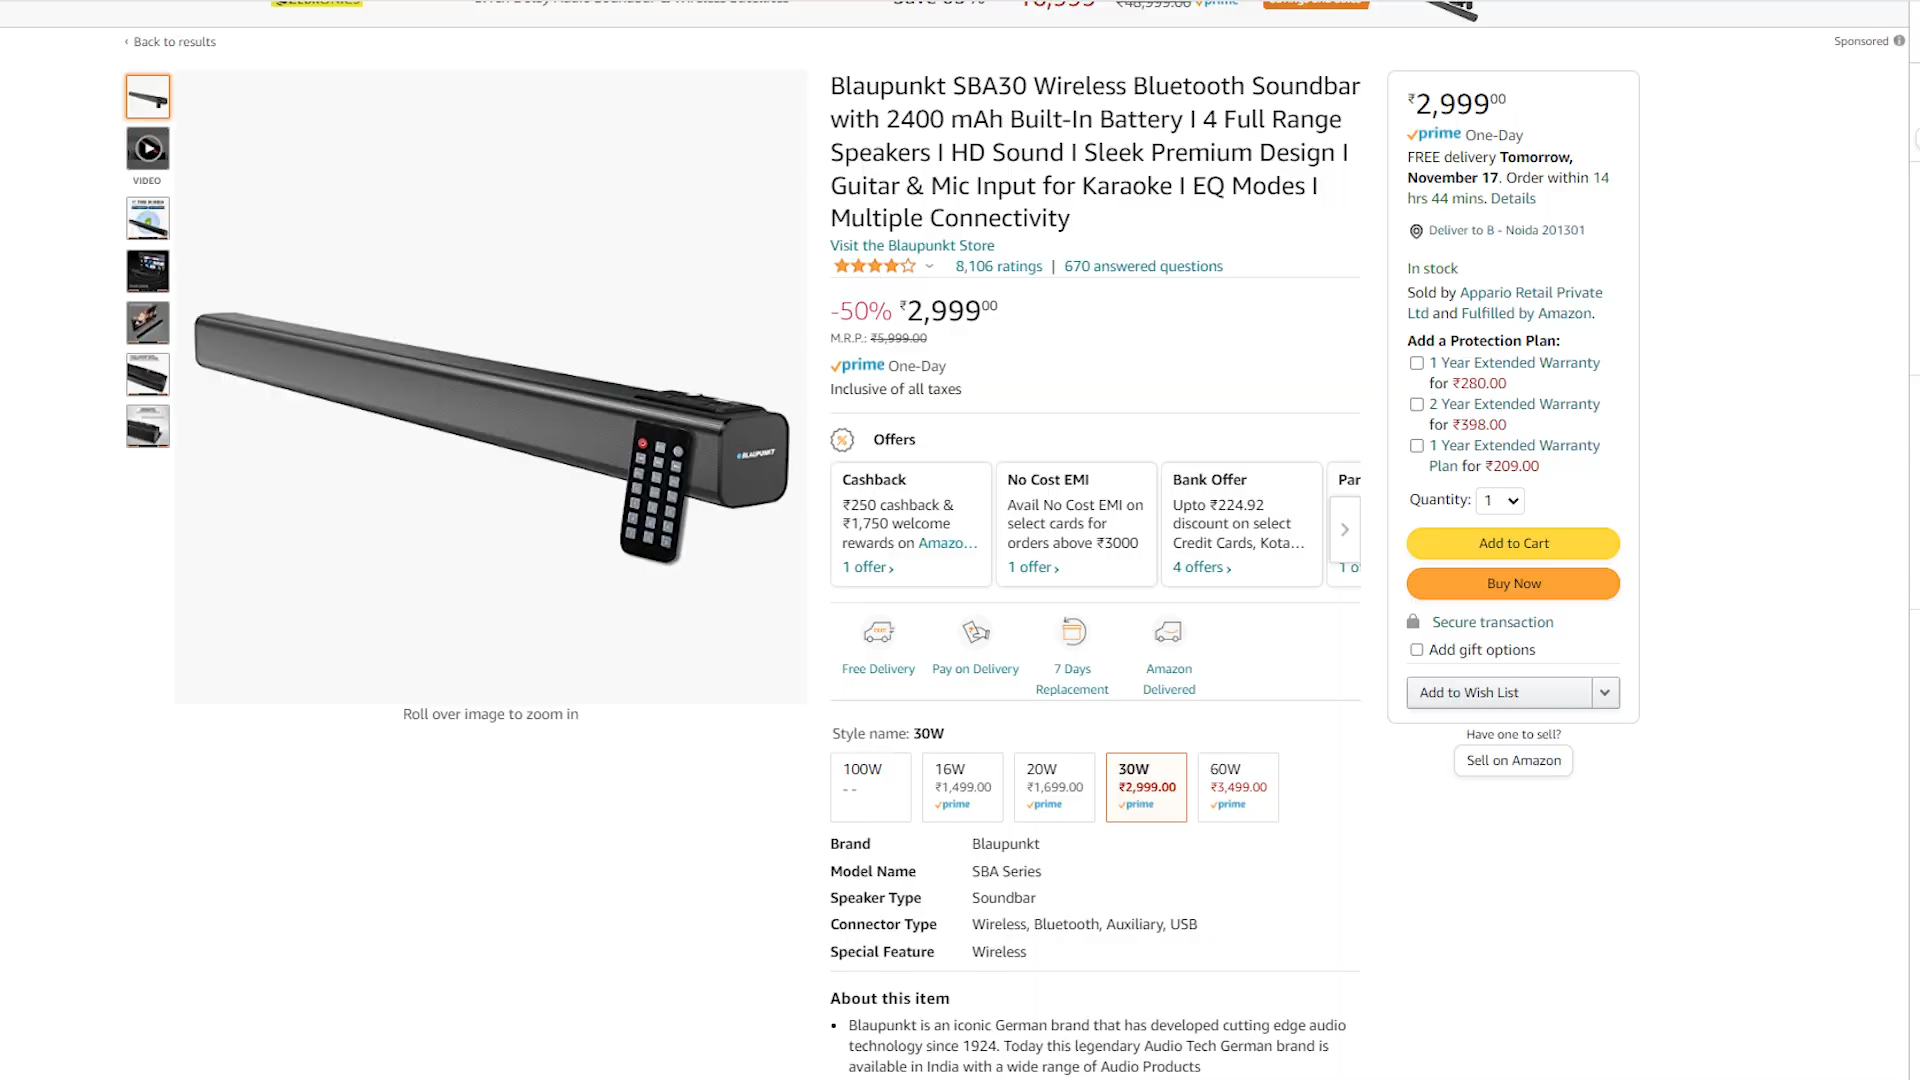 ‹ Back to results
Sponsored
VIDEO
BLAUPUNKT
Roll over image to zoom in
Blaupunkt SBA30 Wireless Bluetooth Soundbar
with 2400 mAh Built-In Battery I 4 Full Range
Speakers I HD Sound I Sleek Premium Design I
Guitar & Mic Input for Karaoke I EQ Modes I
Multiple Connectivity
Visit the Blaupunkt Store
8,106 ratings | 670 answered questions
-50% ₹2,99900
M.R.P.: ₹5,999.00
prime One-Day
Inclusive of all taxes
Offers
Cashback
₹250 cashback &
₹1,750 welcome
rewards on Amazo...
1 offer ›
No Cost EMI
Avail No Cost EMI on
select cards for
orders above ₹3000
1 offer ›
Bank Offer
Upto ₹224.92
discount on select
Credit Cards, Kota...
4 offers ›
Par
1 o
Free Delivery
Pay on Delivery
7 Days
Replacement
Amazon
Delivered
Style name: 30W
100W
--
16W
₹1,499.00
prime
20W
₹1,699.00
prime
30W
₹2,999.00
prime
60W
₹3,499.00
prime
Brand Blaupunkt
Model Name SBA Series
Speaker Type Soundbar
Connector Type Wireless, Bluetooth, Auxiliary, USB
Special Feature Wireless
About this item
• Blaupunkt is an iconic German brand that has developed cutting edge audio
technology since 1924. Today this legendary Audio Tech German brand is
available in India with a wide range of Audio Products
₹2,99900
prime One-Day
FREE delivery Tomorrow,
November 17. Order within 14
hrs 44 mins. Details
Deliver to B - Noida 201301
In stock
Sold by Appario Retail Private
Ltd and Fulfilled by Amazon.
Add a Protection Plan:
1 Year Extended Warranty
for ₹280.00
2 Year Extended Warranty
for ₹398.00
1 Year Extended Warranty
Plan for ₹209.00
Quantity: 1
Add to Cart
Buy Now
Secure transaction
Add gift options
Add to Wish List
Have one to sell?
Sell on Amazon